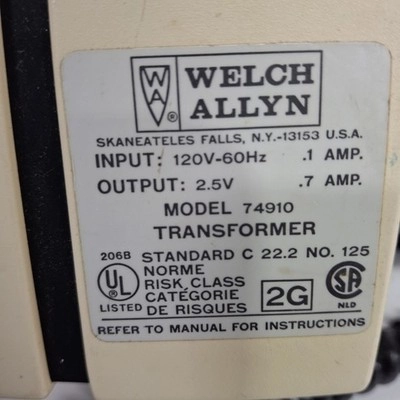 WA® WELCH
ALLYN
SKANEATELES FALLS, N.Y.-13153 U.S.A.
INPUT: 120V-60Hz .1 AMP.
OUTPUT: 2.5V .7 AMP.
MODEL 74910
TRANSFORMER
206B STANDARD C 22.2 NO. 125
UL® LISTED
NORME
RISK CLASS
CATÉGORIE
DE RISQUES
2G
SA NLD
REFER TO MANUAL FOR INSTRUCTIONS